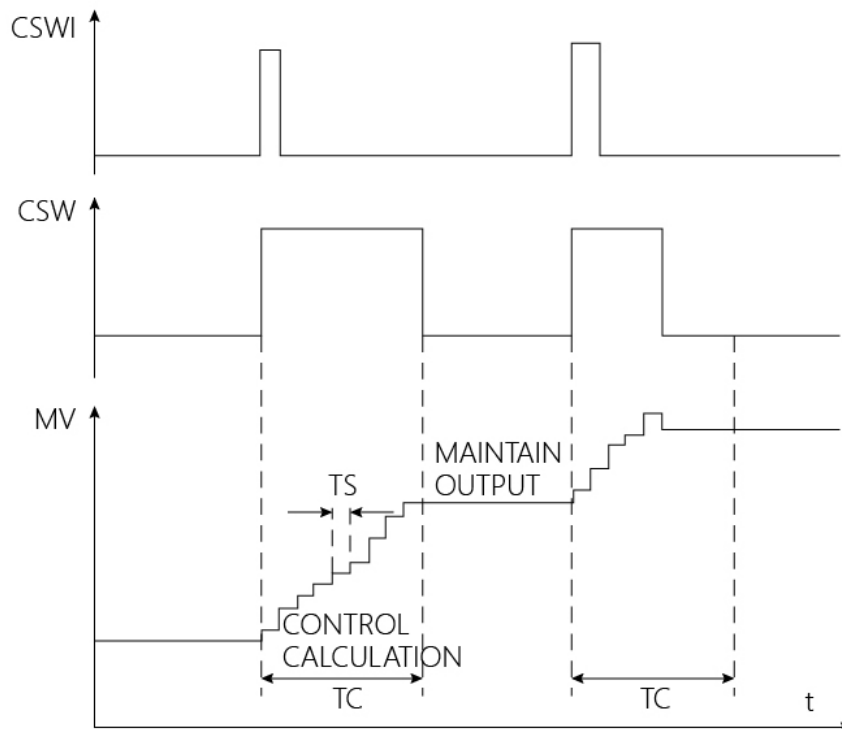 CSWI
CSW
MV
TS
MAINTAIN
OUTPUT
CONTROL
CALCULATION
TC
TC
t